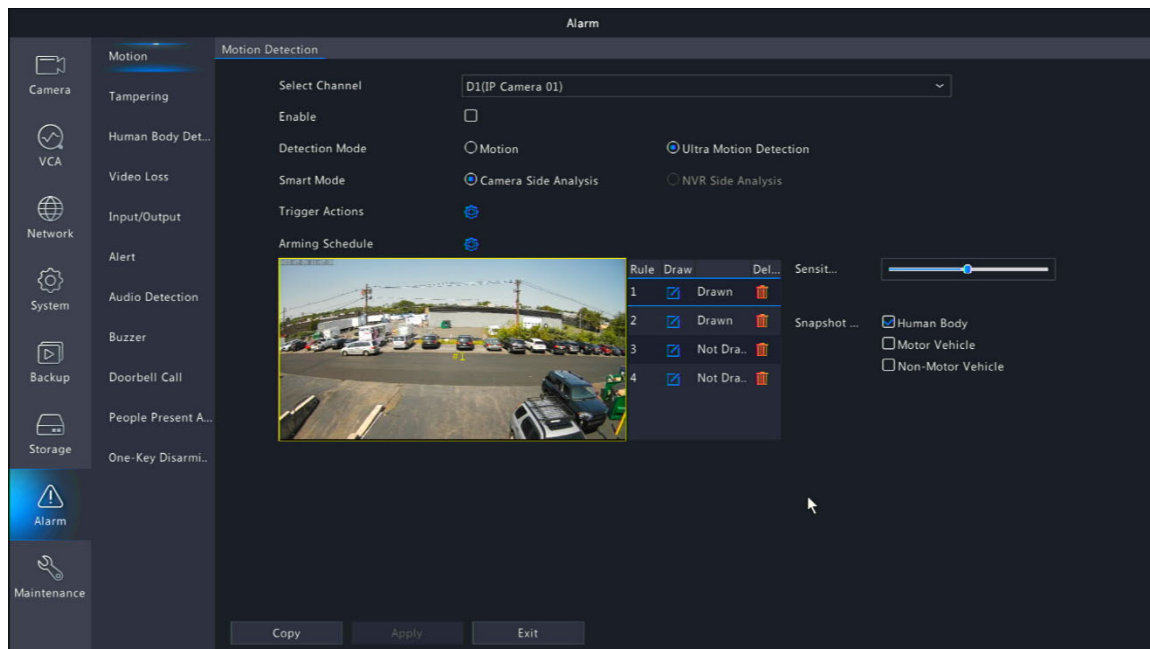 Alarm
Camera
VCA
Network
System
Backup
Storage
Alarm
Maintenance
Motion
Tampering
Human Body Det...
Video Loss
Input/Output
Alert
Audio Detection
Buzzer
Doorbell Call
People Present A...
One-Key Disarmi..
Motion Detection
Select Channel D1(IP Camera 01)
Enable
Detection Mode Motion Ultra Motion Detection
Smart Mode Camera Side Analysis NVR Side Analysis
Trigger Actions
Arming Schedule
Rule Draw Del... Sensit...
1 Drawn
2 Drawn Snapshot ... Human Body
Motor Vehicle
3 Not Dra..
Non-Motor Vehicle
4 Not Dra..
Copy Apply Exit